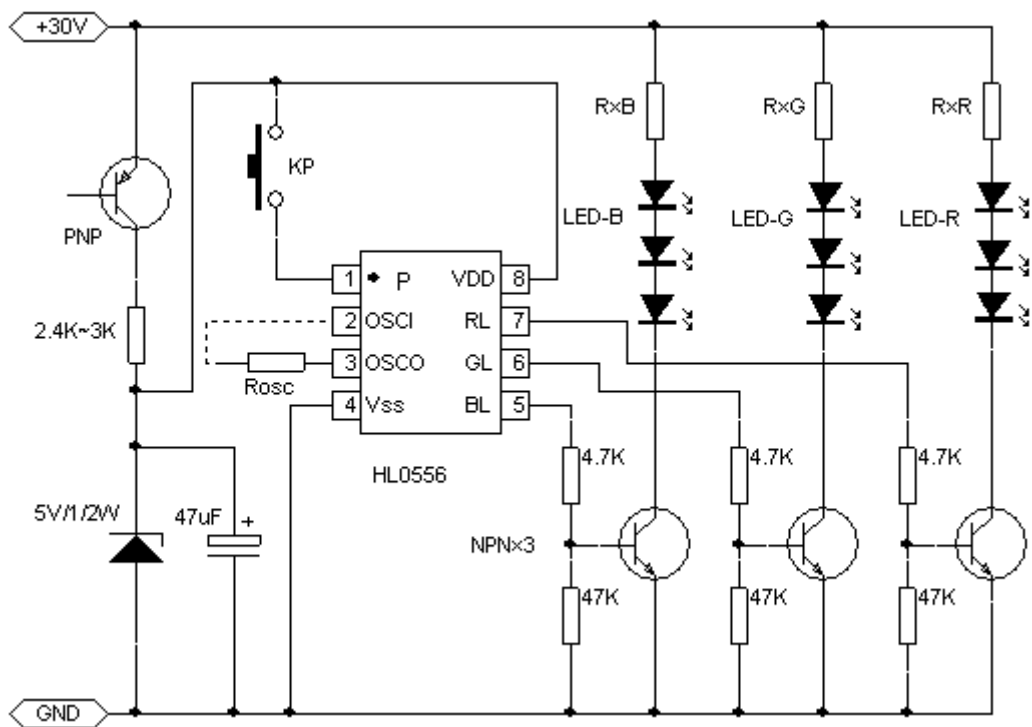 +30V
R×B
R×G
R×R
KP
LED-B
LED-G
LED-R
PNP
1
P
VDD
8
2
OSCI
RL
7
2.4K~3K
3
OSCO
GL
6
Rosc
4
Vss
BL
5
HL0556
4.7K
4.7K
4.7K
5V/1/2W
47uF
+
NPN×3
47K
47K
47K
GND